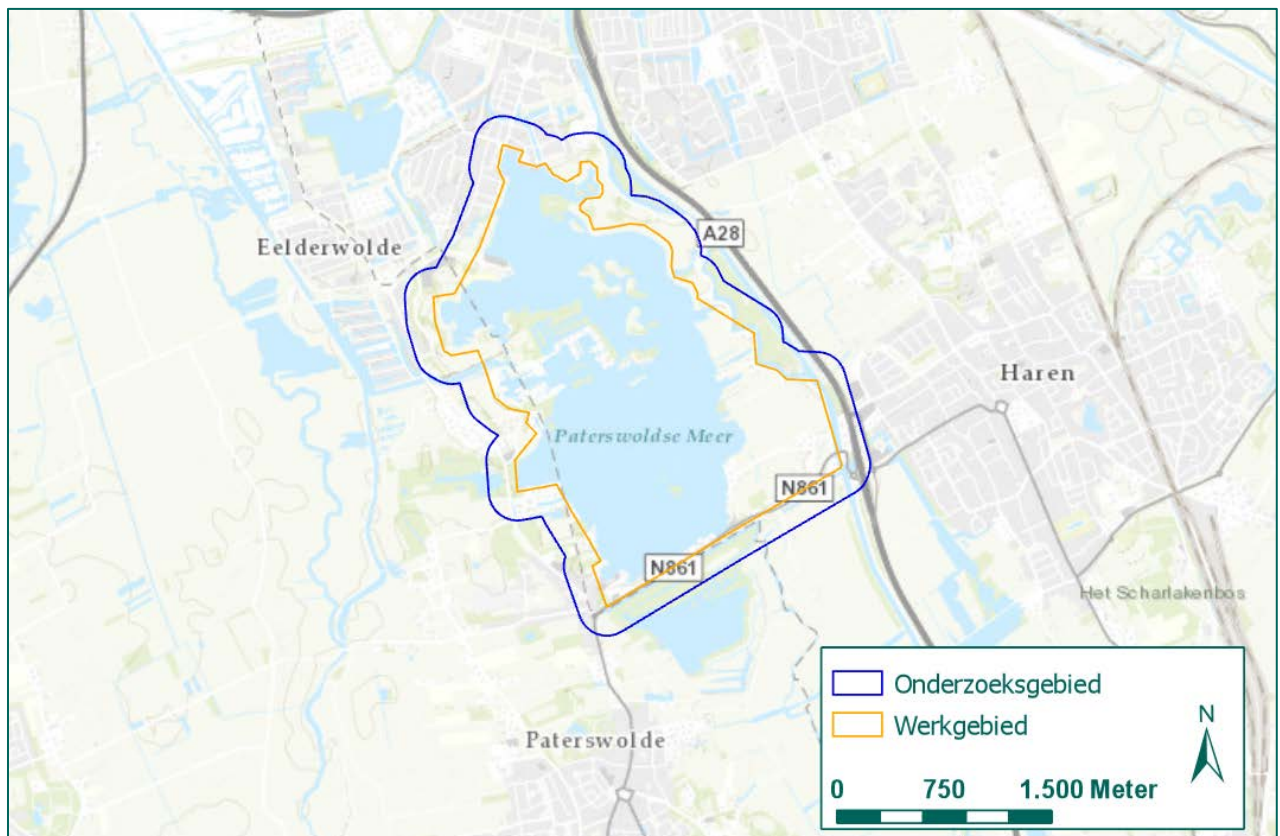 A28
Eelderwolde
Haren
Paterswoldse Meer
N861
N861
Het Scharlakenbos
Paterswolde
Onderzoeksgebied
Werkgebied
N
0 750 1.500 Meter